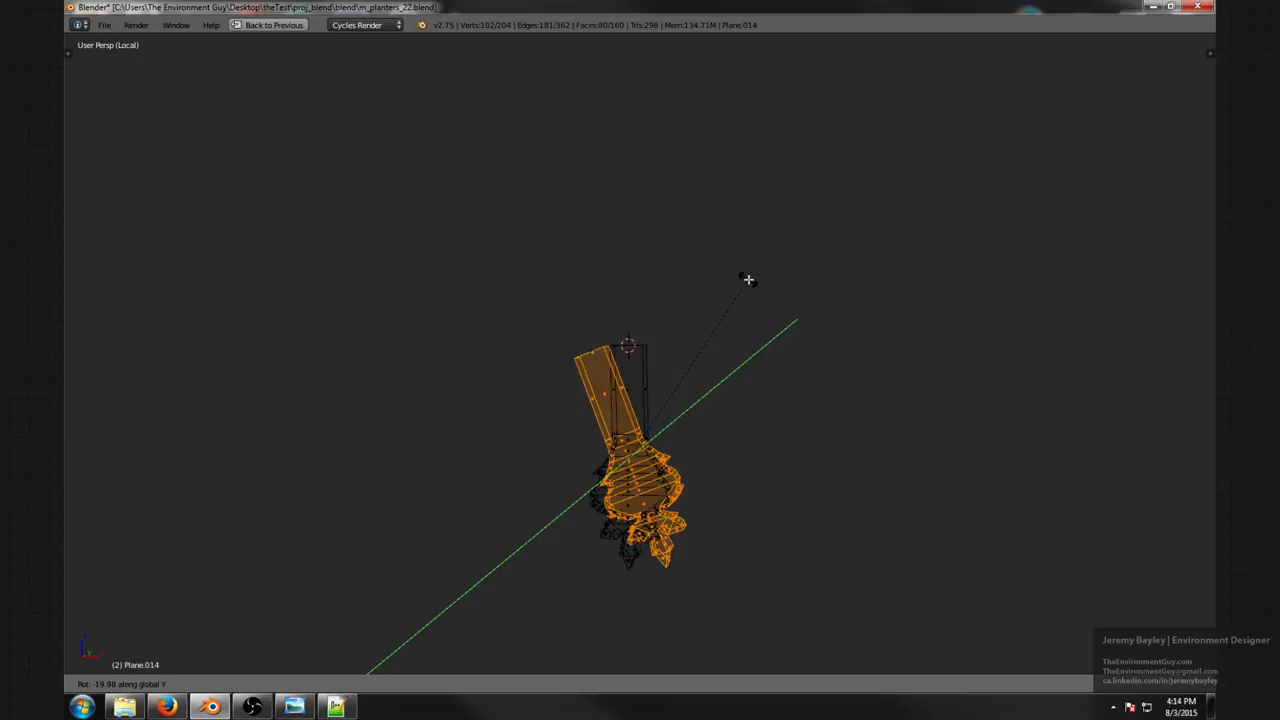 Blender* [C:\Users\The Environment Guy\Desktop\theTest\proj_blend\blend\m_planters_22.blend]
File Render Window Help Back to Previous Cycles Render v2.75 | Verts:102/204 | Edges:181/362 | Faces:80/160 | Tris:298 | Mem:134.71M | Plane.014
User Persp (Local)
(2) Plane.014
Rot: -19.98 along global Y
Jeremy Bayley | Environment Designer
TheEnvironmentGuy.com
TheEnvironmentGuy@gmail.com
ca.linkedin.com/in/jeremybayley
4:14 PM
8/3/2015